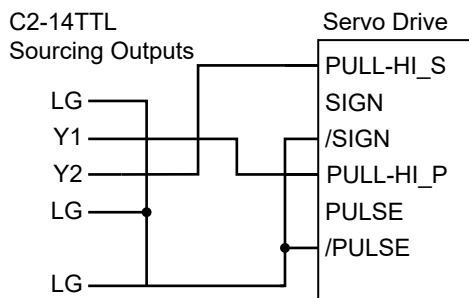 C2-14TTL
Sourcing Outputs
Servo Drive
LG
Y1
Y2
LG
LG
PULL-HI_S
SIGN
/SIGN
PULL-HI_P
PULSE
/PULSE